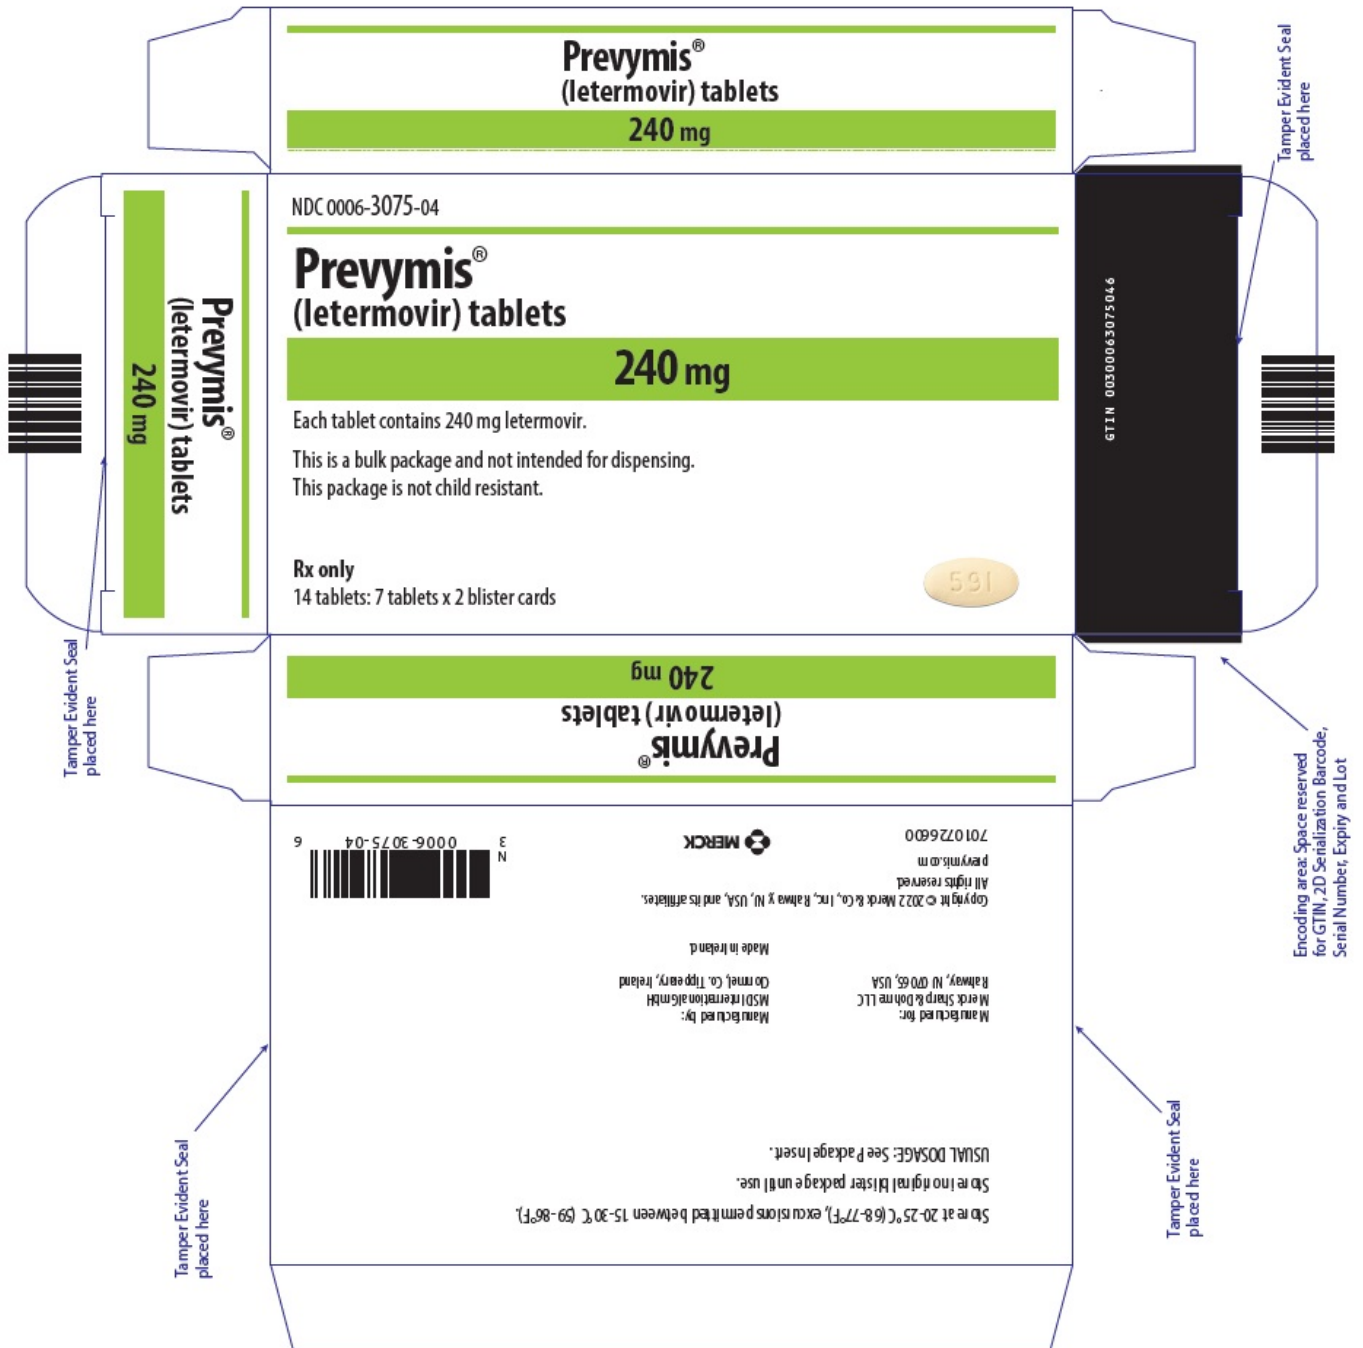 Prevymis®
(letermovir) tablets
240 mg
Tamper Evident Seal
placed here
NDC 0006-3075-04
Prevymis®
(letermovir) tablets
240 mg
Each tablet contains 240 mg letermovir.
This is a bulk package and not intended for dispensing.
This package is not child resistant.
Rx only
14 tablets: 7 tablets x 2 blister cards
591
Prevymis®
(letermovir) tablets
240 mg
GTIN 00300063075046
Tamper Evident Seal
placed here
Encoding area: Space reserved
for GTIN, 2D Serialization Barcode,
Serial Number, Expiry and Lot
Prevymis®
(letermovir) tablets
240 mg
Store at 20-25°C (68-77°F), excursions permitted between 15-30°C (59-86°F).
Store in original blister package until use.
USUAL DOSAGE: See Package Insert.
Manufactured for:
Merck Sharp & Dohme LLC
Rahway, NJ 07065, USA
Manufactured by:
MSD International GmbH
Clonmel, Co. Tipperary, Ireland
Made in Ireland.
Copyright © 2022 Merck & Co., Inc., Rahway, NJ, USA, and its affiliates.
All rights reserved.
prevymis.com
7010726600
MERCK
N
3 0006-3075-04 6
Tamper Evident Seal
placed here
Tamper Evident Seal
placed here